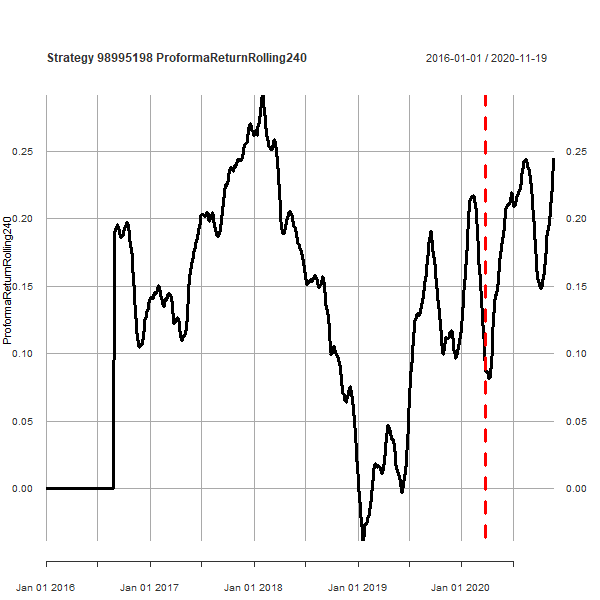 Strategy 98995198 ProformaReturnRolling240
2016-01-01 / 2020-11-19
ProformaReturnRolling240
0.25 0.25
0.20 0.20
0.15 0.15
0.10 0.10
0.05 0.05
0.00 0.00
Jan 01 2016 Jan 01 2017 Jan 01 2018 Jan 01 2019 Jan 01 2020